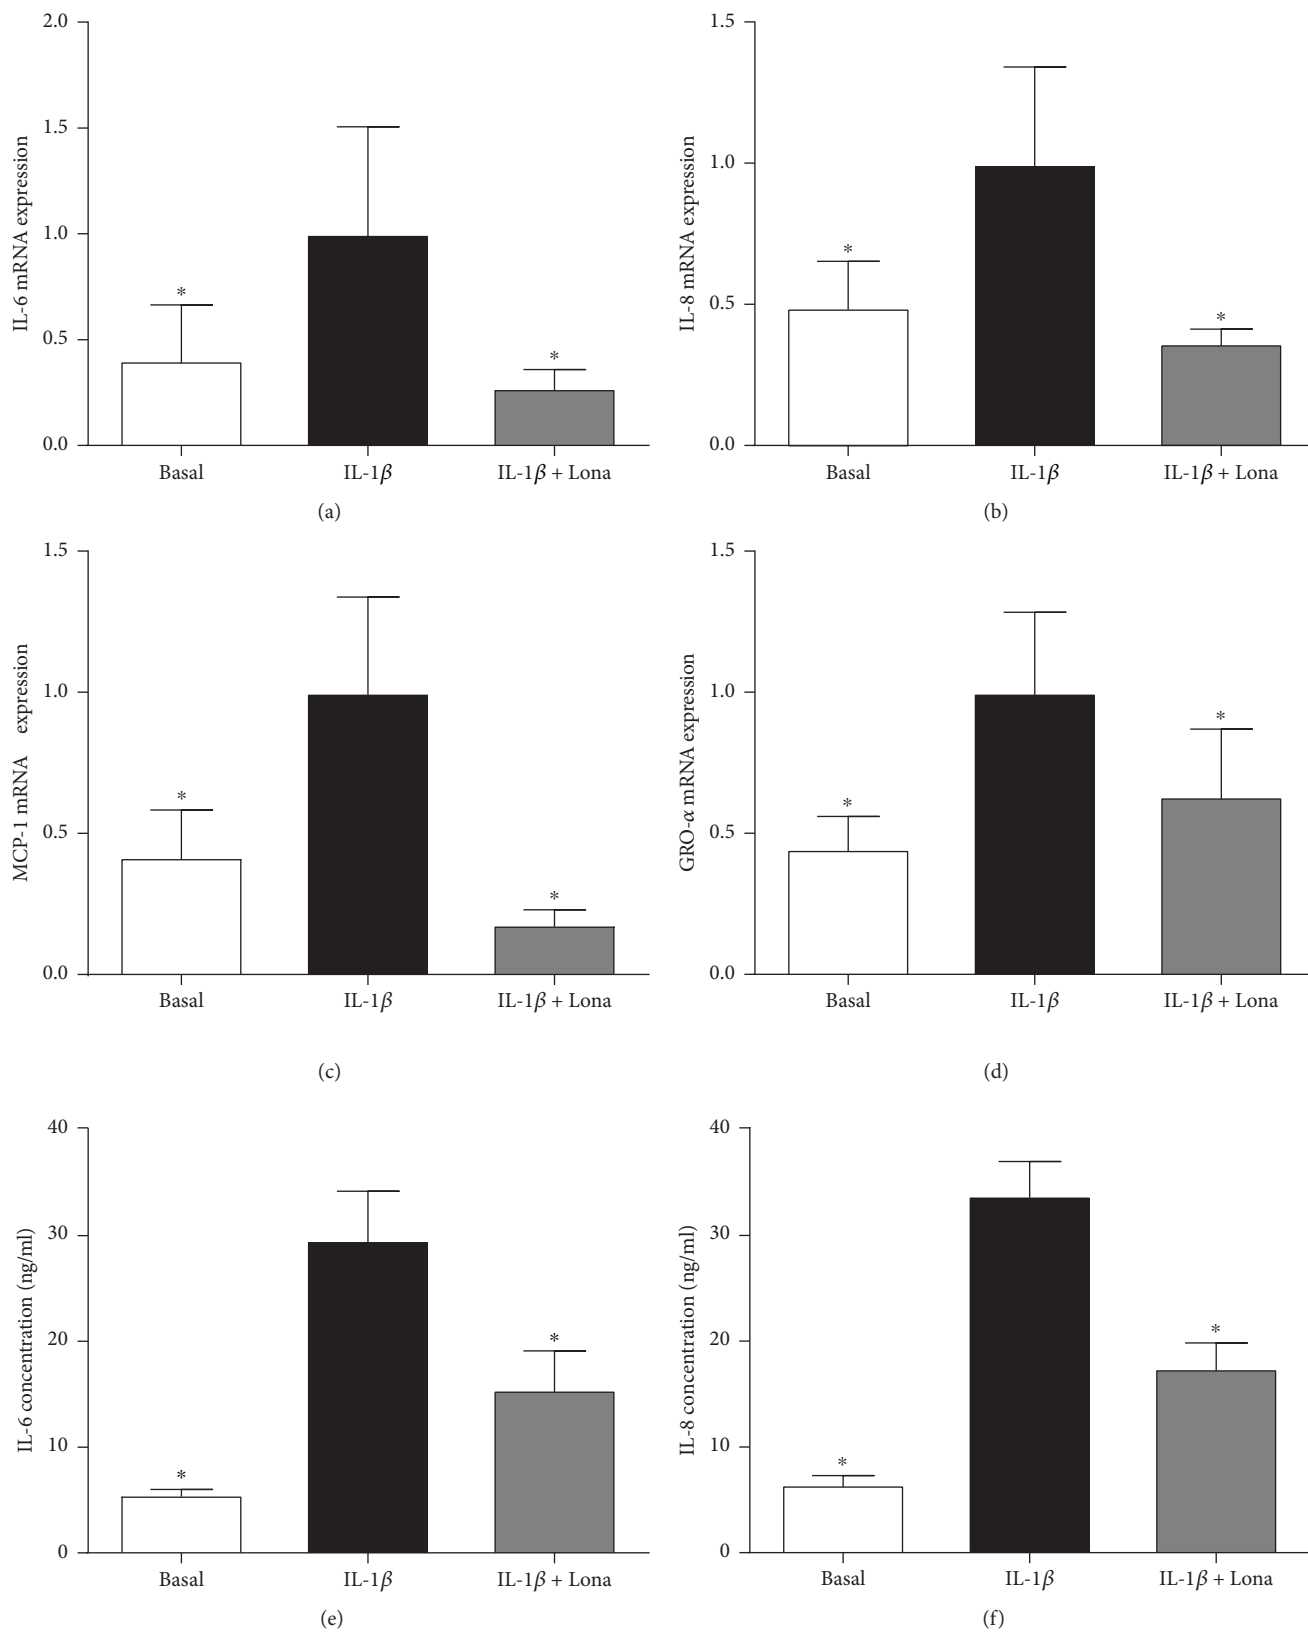 2.0
1.5
1.0
0.5
0.0
IL-6 mRNA expression
*
*
Basal
IL-1β
IL-1β + Lona
(a)
1.5
1.0
0.5
0.0
IL-8 mRNA expression
*
*
Basal
IL-1β
IL-1β + Lona
(b)
1.5
1.0
0.5
0.0
MCP-1 mRNA expression
*
*
Basal
IL-1β
IL-1β + Lona
(c)
1.5
1.0
0.5
0.0
GRO-α mRNA expression
*
*
Basal
IL-1β
IL-1β + Lona
(d)
40
30
20
10
0
IL-6 concentration (ng/ml)
*
*
Basal
IL-1β
IL-1β + Lona
(e)
40
30
20
10
0
IL-8 concentration (ng/ml)
*
*
Basal
IL-1β
IL-1β + Lona
(f)